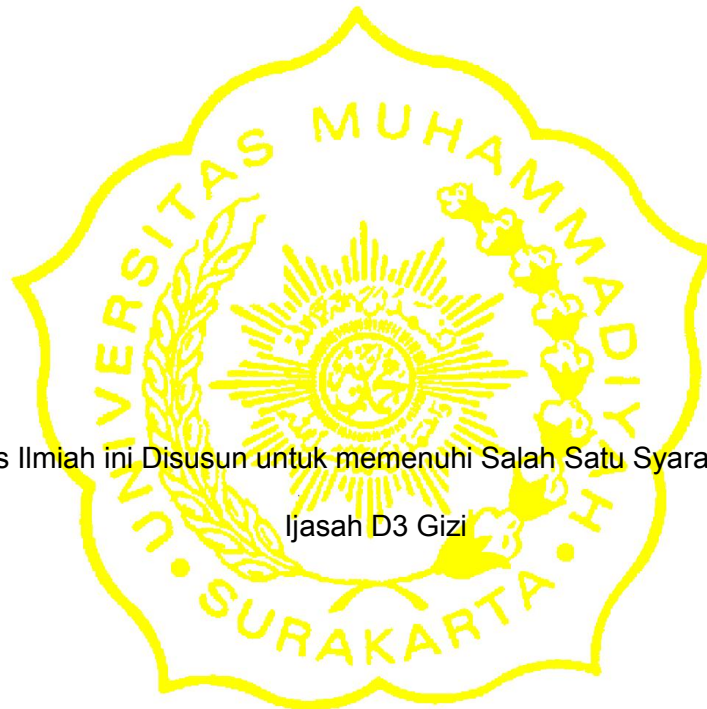 UNIVERSITAS MUHAMMADIYAH
s Ilmiah ini Disusun untuk memenuhi Salah Satu Syara
Ijasah D3 Gizi
SURAKARTA